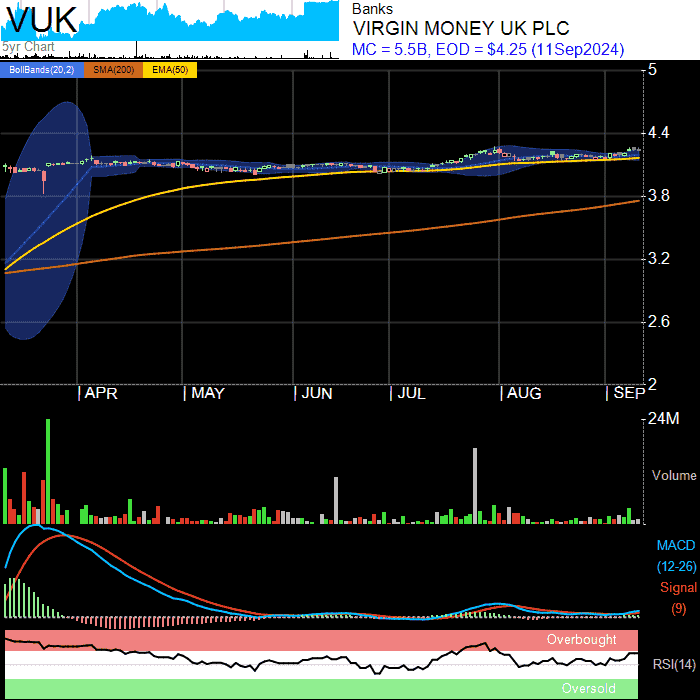 VUK
5yr Chart
Banks
VIRGIN MONEY UK PLC
MC = 5.5B, EOD = $4.25 (11Sep2024)
BollBands(20,2) SMA(200) EMA(50)
5
4.4
3.8
3.2
2.6
2
APR MAY JUN JUL AUG SEP
24M
Volume
MACD
(12-26)
Signal
(9)
Overbought
RSI(14)
Oversold